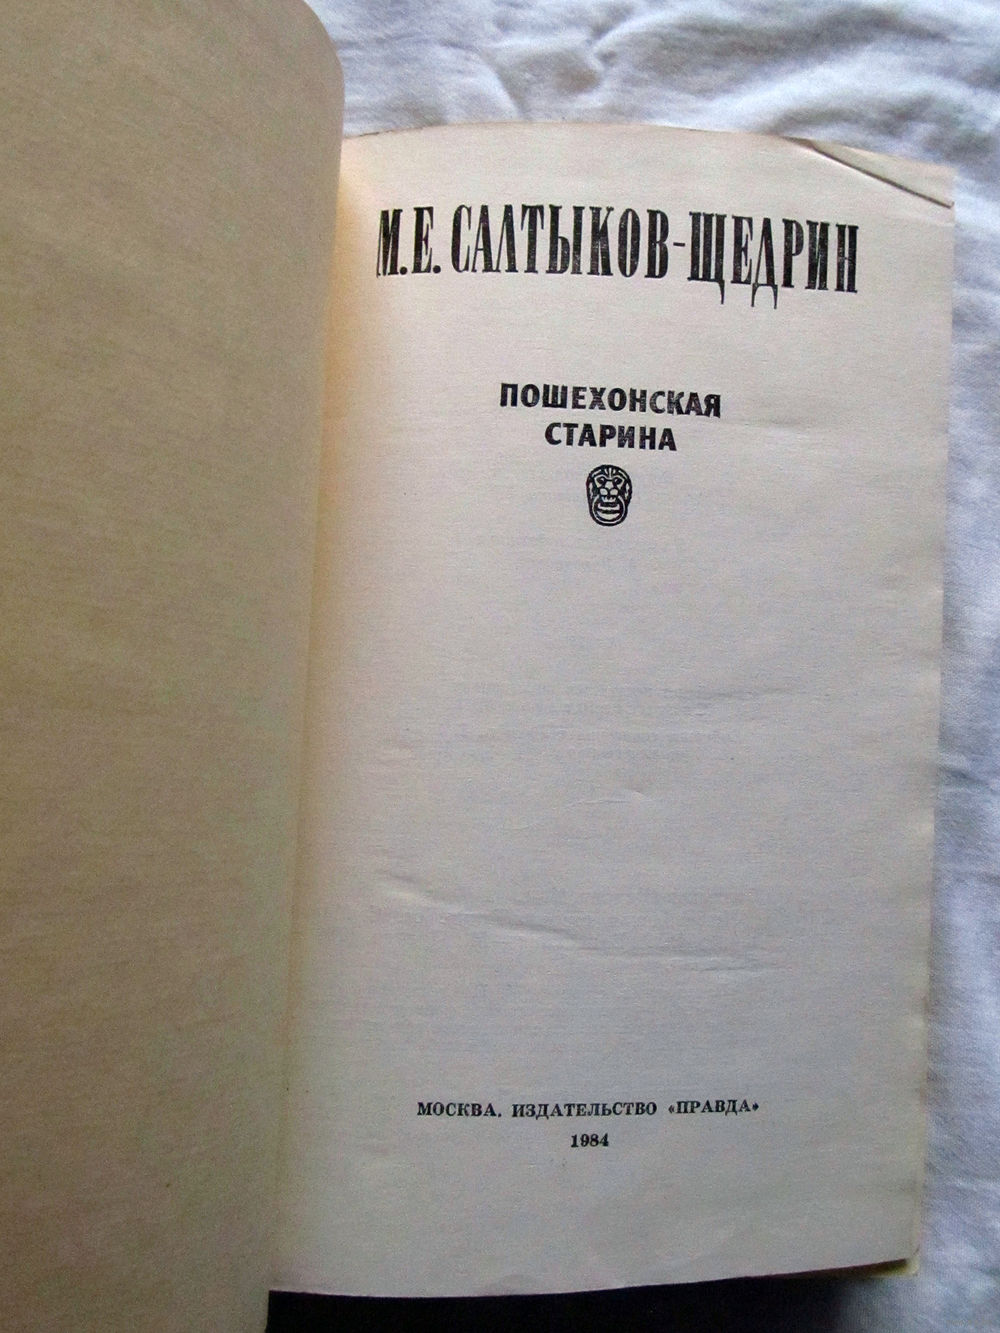 М.Е. САЛТЫКОВ-ЩЕДРИН
ПОШЕХОНСКАЯ
СТАРИНА
МОСКВА. ИЗДАТЕЛЬСТВО «ПРАВДА»
1984